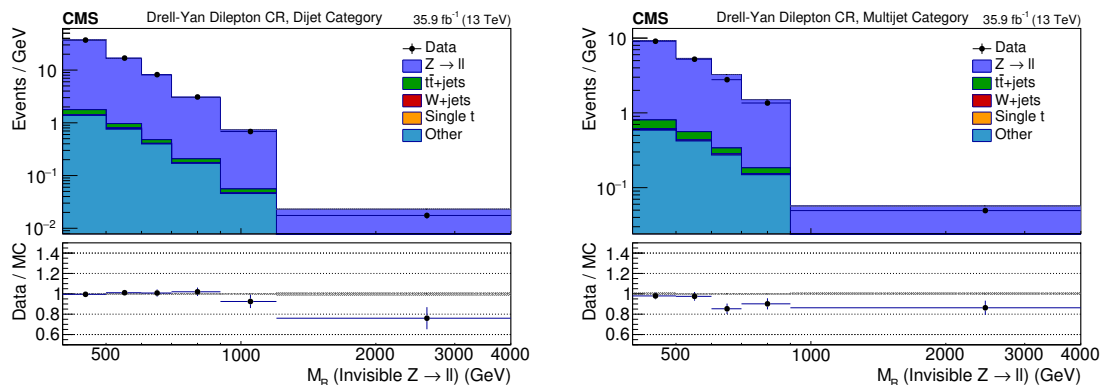 CMS Drell-Yan Dilepton CR, Dijet Category 35.9 fb⁻¹ (13 TeV)
Events / GeV
10
1
10⁻¹
10⁻²
Data
Z → ll
tt̄+jets
W+jets
Single t
Other
Data / MC
1.4
1.2
1
0.8
0.6
500 1000 2000 3000 4000
M_R (Invisible Z → ll) (GeV)
CMS Drell-Yan Dilepton CR, Multijet Category 35.9 fb⁻¹ (13 TeV)
Events / GeV
10
1
10⁻¹
Data
Z → ll
tt̄+jets
W+jets
Single t
Other
Data / MC
1.4
1.2
1
0.8
0.6
500 1000 2000 3000 4000
M_R (Invisible Z → ll) (GeV)